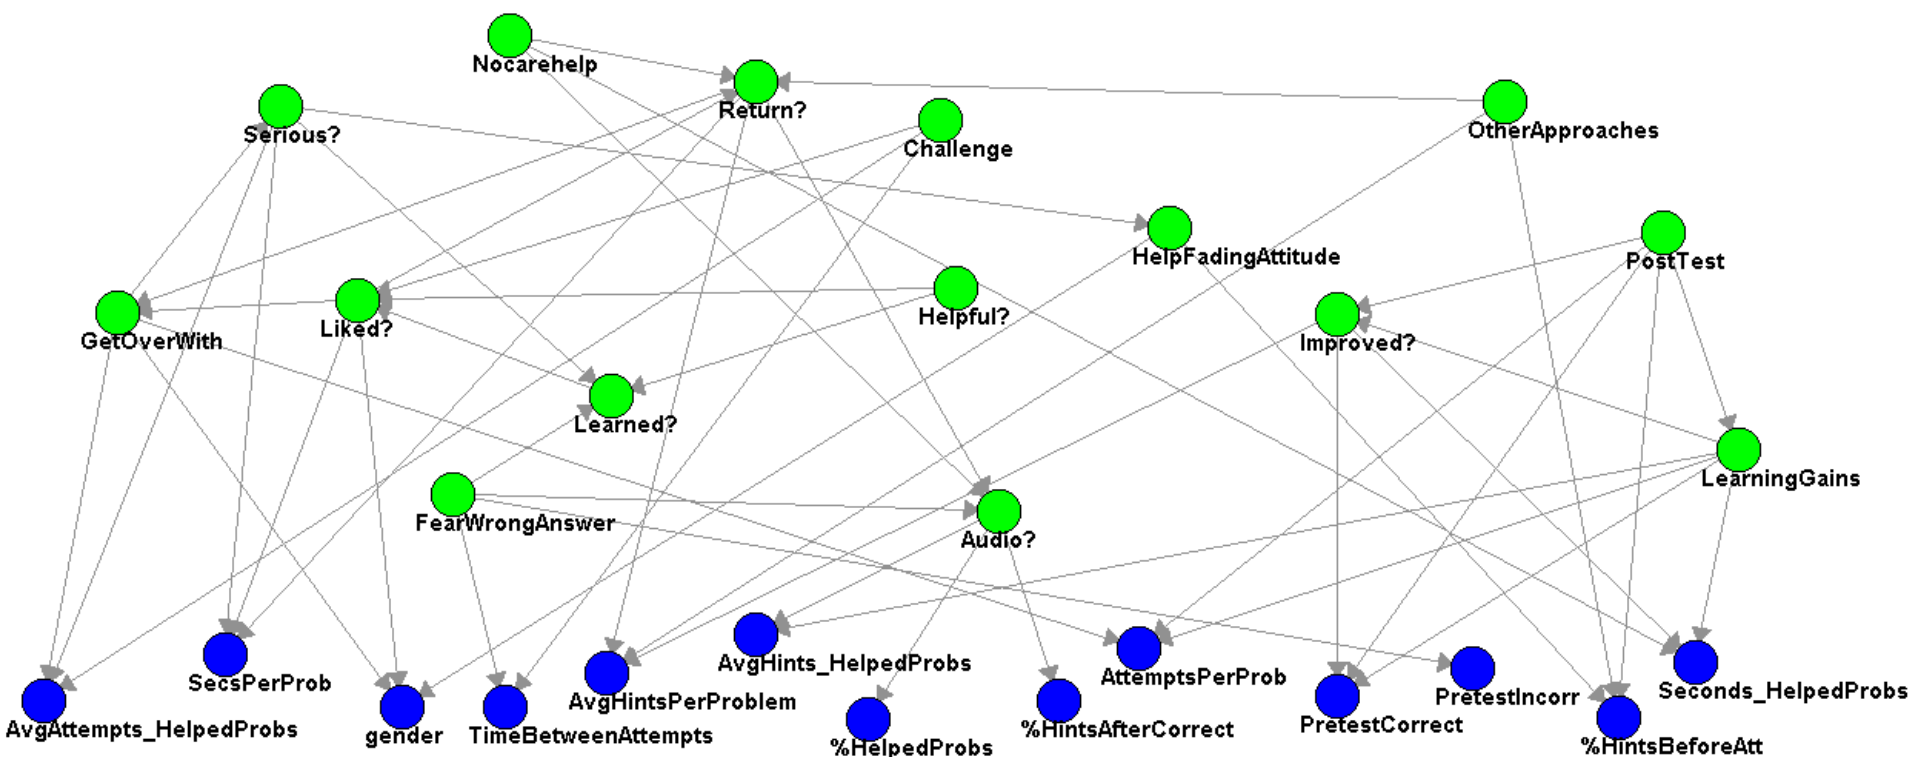 Nocarehelp
Return?
Serious?
Challenge
OtherApproaches
HelpFadingAttitude
PostTest
GetOverWith
Liked?
Helpful?
Improved?
Learned?
LearningGains
FearWrongAnswer
Audio?
AvgHints_HelpedProbs
AttemptsPerProb
SecsPerProb
AvgHintsPerProblem
PretestIncorr
Seconds_HelpedProbs
AvgAttempts_HelpedProbs
gender
TimeBetweenAttempts
%HelpedProbs
%HintsAfterCorrect
PretestCorrect
%HintsBeforeAtt